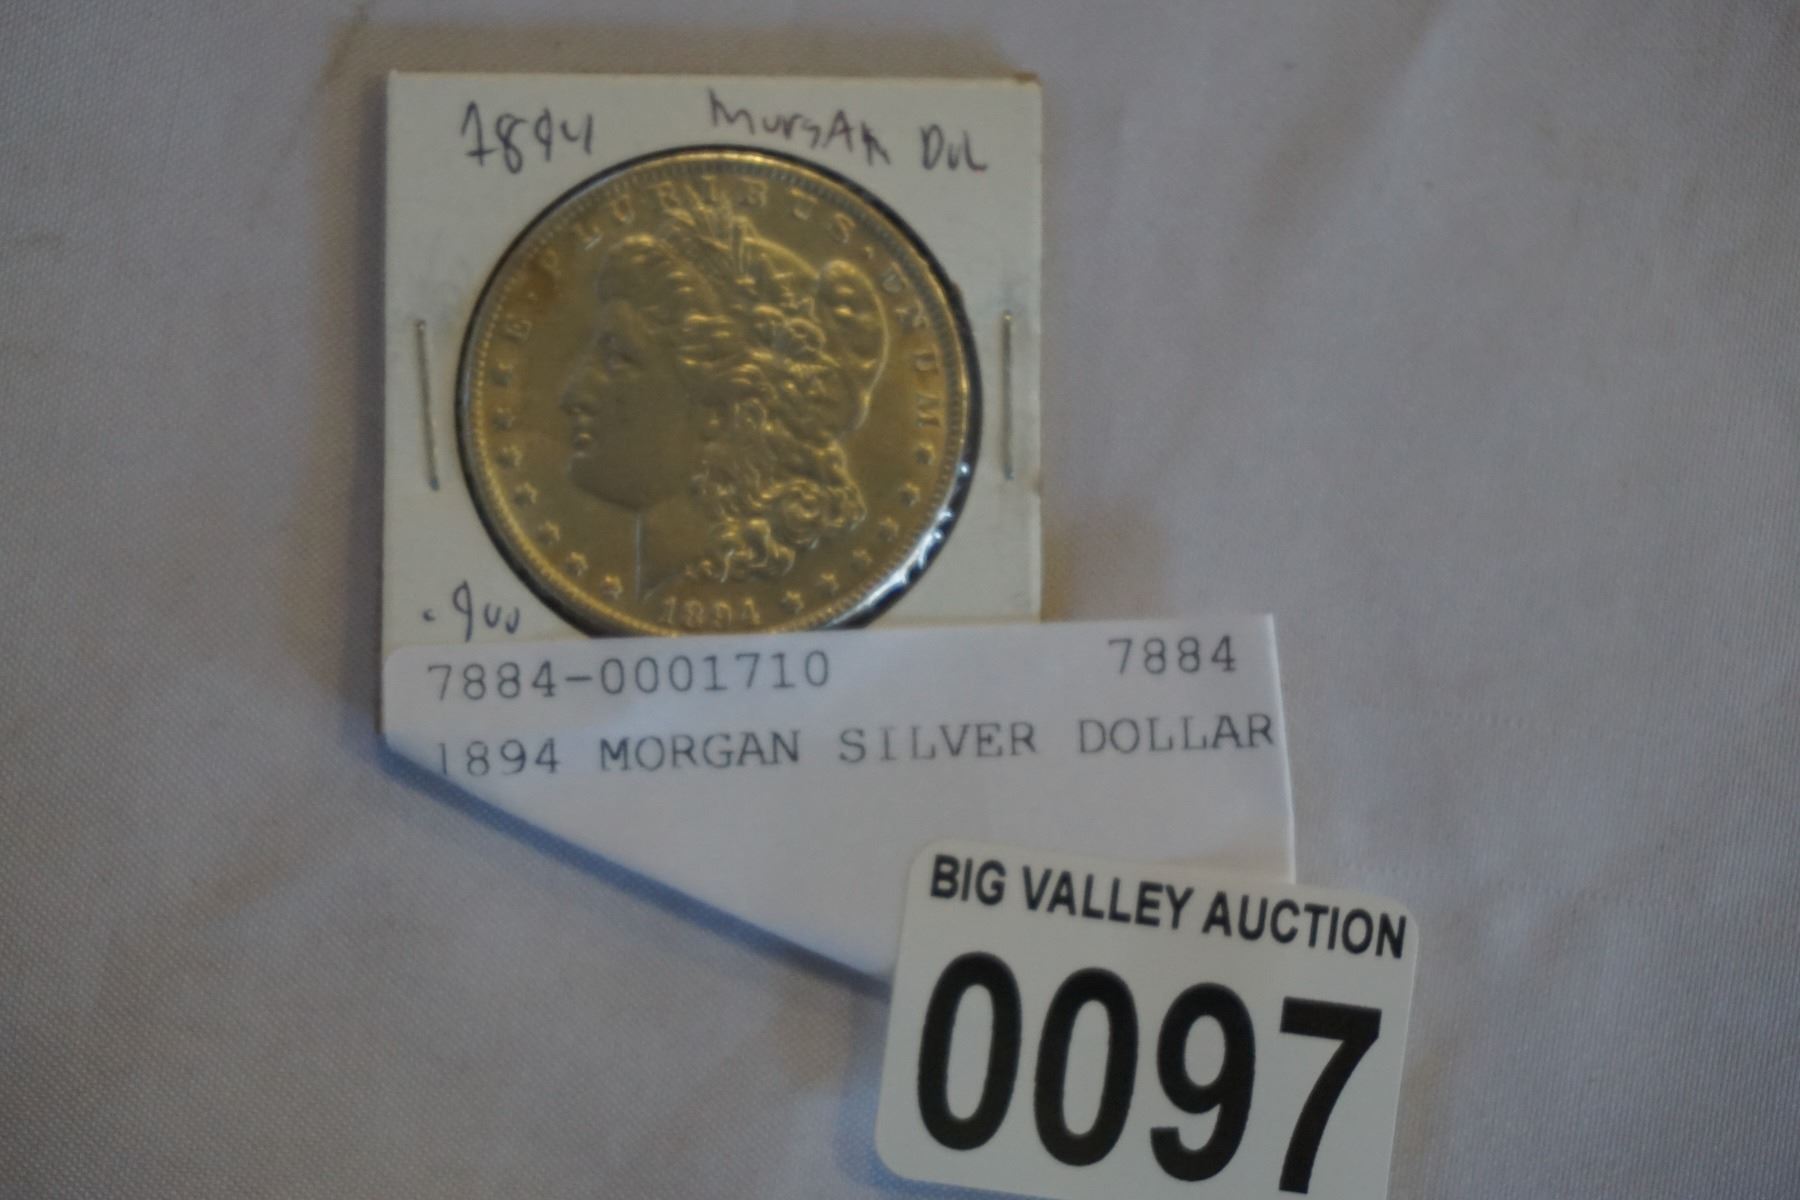 1894 Morgan Dol
E · PLURIBUS · UNUM
1894
.900
7884-0001710 7884
1894 MORGAN SILVER DOLLAR
BIG VALLEY AUCTION
0097